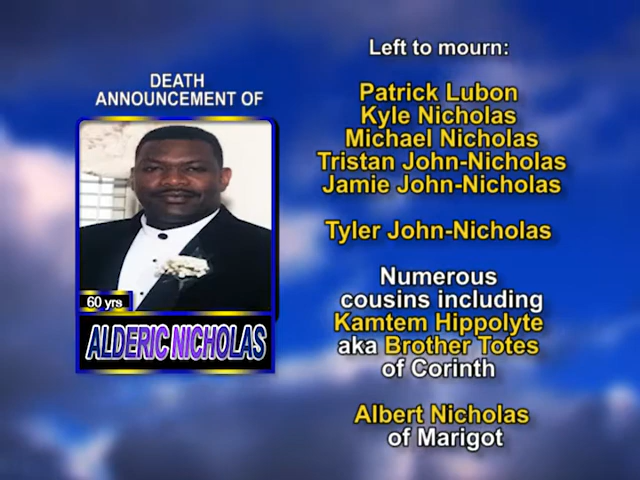 DEATH
ANNOUNCEMENT OF
60 yrs
ALDERIC NICHOLAS
Left to mourn:
Patrick Lubon
Kyle Nicholas
Michael Nicholas
Tristan John-Nicholas
Jamie John-Nicholas
Tyler John-Nicholas
Numerous
cousins including
Kamtem Hippolyte
aka Brother Totes
of Corinth
Albert Nicholas
of Marigot